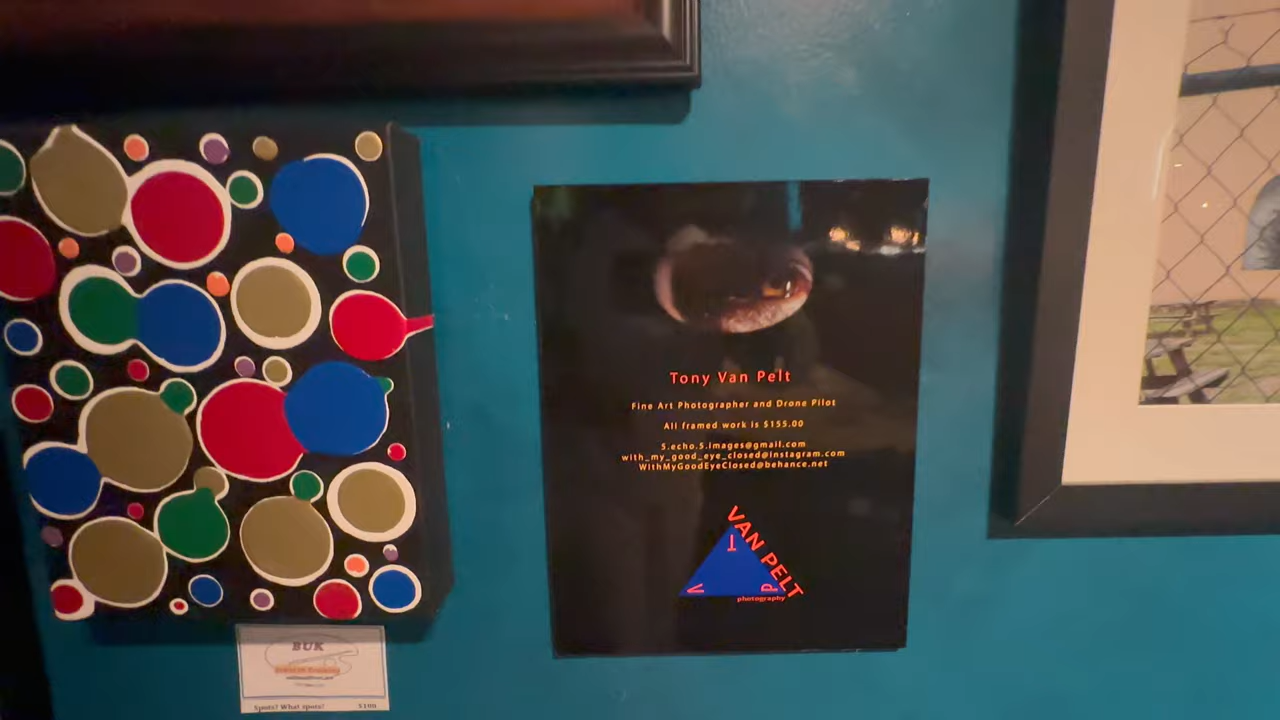 Tony Van Pelt
Fine Art Photographer and Drone Pilot
All framed work is $155.00
5.echo.5.images@gmail.com
with_my_good_eye_closed@instagram.com
WithMyGoodEyeClosed@behance.net
VAN PELT
T
V P
photography
BUK
Spots? What spots? $100